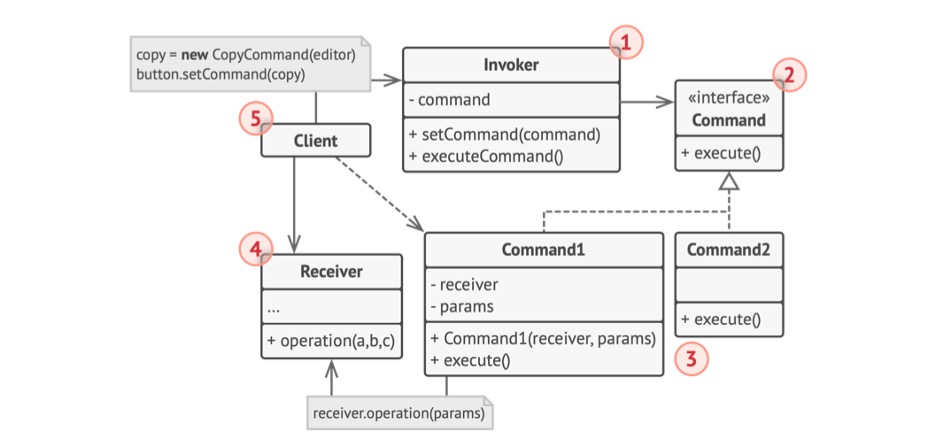 copy = new CopyCommand(editor)
button.setCommand(copy)
1
Invoker
- command
+ setCommand(command)
+ executeCommand()
2
«interface»
Command
+ execute()
5
Client
4
Receiver
...
+ operation(a,b,c)
Command1
- receiver
- params
+ Command1(receiver, params)
+ execute()
Command2
+ execute()
3
receiver.operation(params)